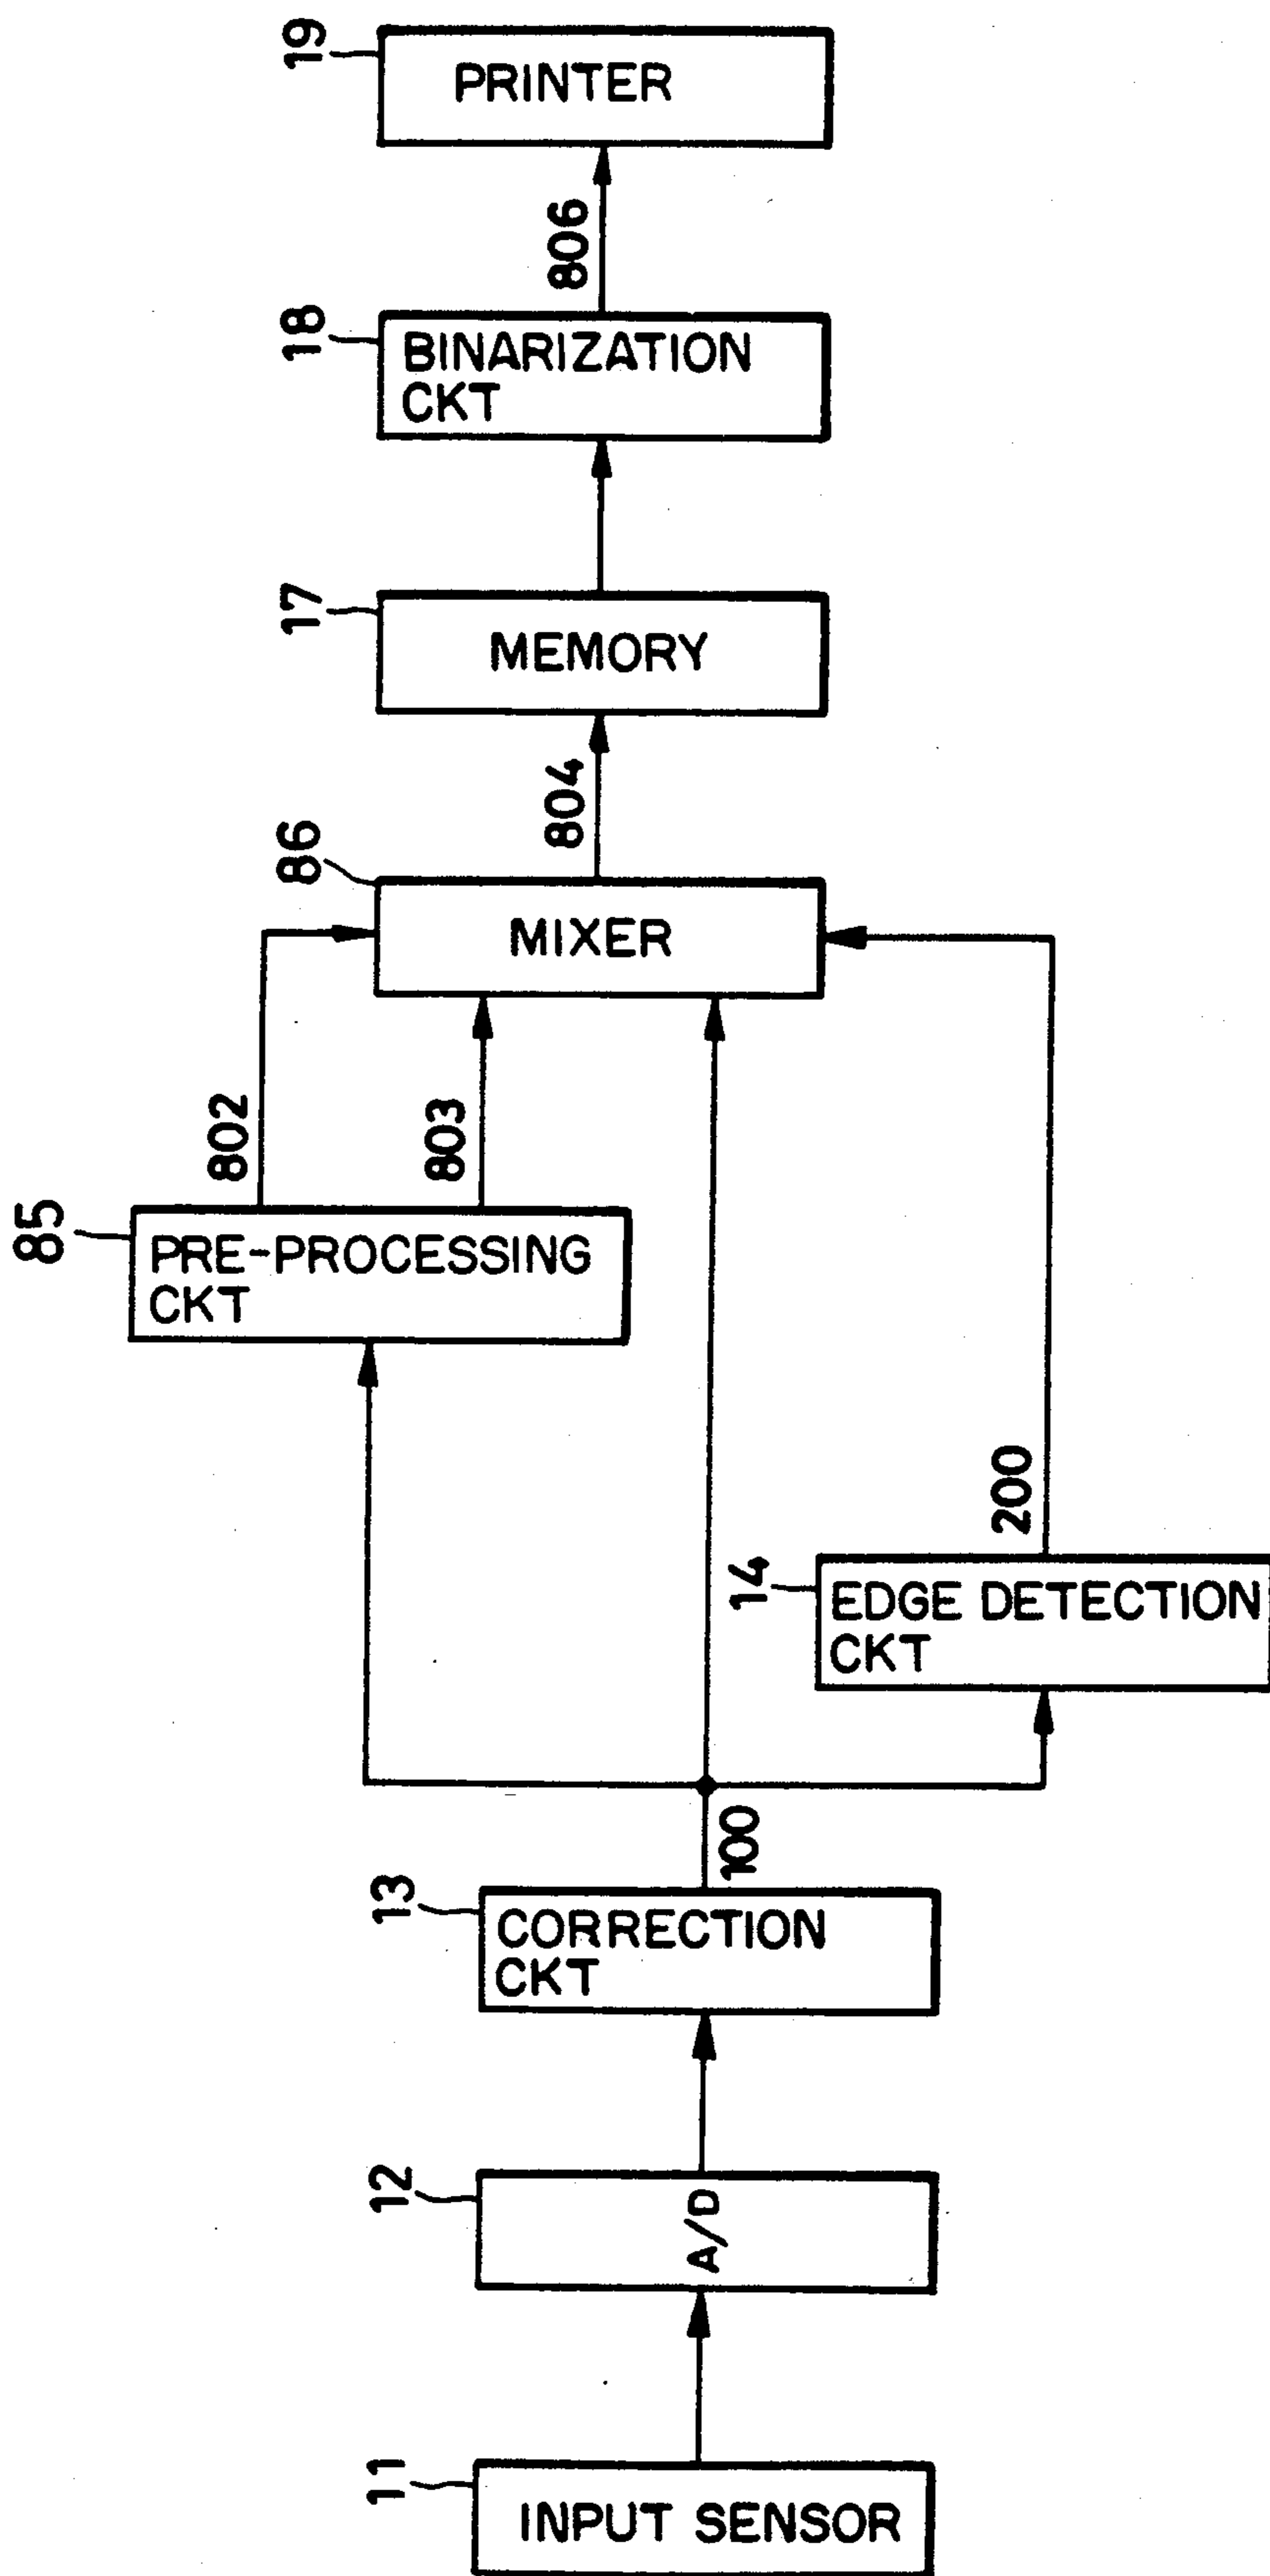 19
PRINTER
806
18
BINARIZATION
CKT
17
MEMORY
804
86
MIXER
802
803
85
PRE-PROCESSING
CKT
200
14
EDGE DETECTION
CKT
100
13
CORRECTION
CKT
12
A/D
11
INPUT SENSOR